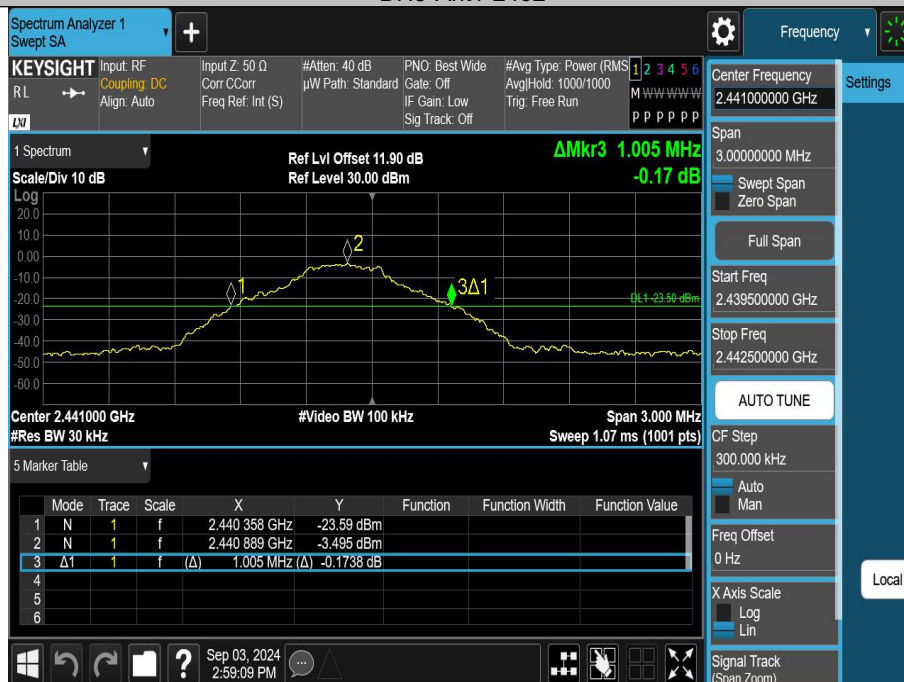 Spectrum Analyzer 1
Swept SA
+
Frequency
KEYSIGHT
R L
LXI
Input: RF
Coupling: DC
Align: Auto
Input Z: 50 Ω
Corr CCorr
Freq Ref: Int (S)
#Atten: 40 dB
µW Path: Standard
PNO: Best Wide
Gate: Off
IF Gain: Low
Sig Track: Off
#Avg Type: Power (RMS
Avg|Hold: 1000/1000
Trig: Free Run
1 2 3 4 5 6
M W W W W W
P P P P P P
1 Spectrum
Scale/Div 10 dB
Ref Lvl Offset 11.90 dB
Ref Level 30.00 dBm
ΔMkr3 1.005 MHz
-0.17 dB
Log
20.0
10.0
0.00
-10.0
-20.0
-30.0
-40.0
-50.0
-60.0
1
2
3Δ1
DL1 -23.50 dBm
Center 2.441000 GHz
#Video BW 100 kHz
Span 3.000 MHz
#Res BW 30 kHz
Sweep 1.07 ms (1001 pts)
5 Marker Table
Mode Trace Scale X Y Function Function Width Function Value
1 N 1 f 2.440 358 GHz -23.59 dBm
2 N 1 f 2.440 889 GHz -3.495 dBm
3 Δ1 1 f (Δ) 1.005 MHz (Δ) -0.1738 dB
4
5
6
?
Sep 03, 2024
2:59:09 PM
Center Frequency
2.441000000 GHz
Span
3.00000000 MHz
Swept Span
Zero Span
Full Span
Start Freq
2.439500000 GHz
Stop Freq
2.442500000 GHz
AUTO TUNE
CF Step
300.000 kHz
Auto
Man
Freq Offset
0 Hz
X Axis Scale
Log
Lin
Signal Track
(Span Zoom)
Settings
Local